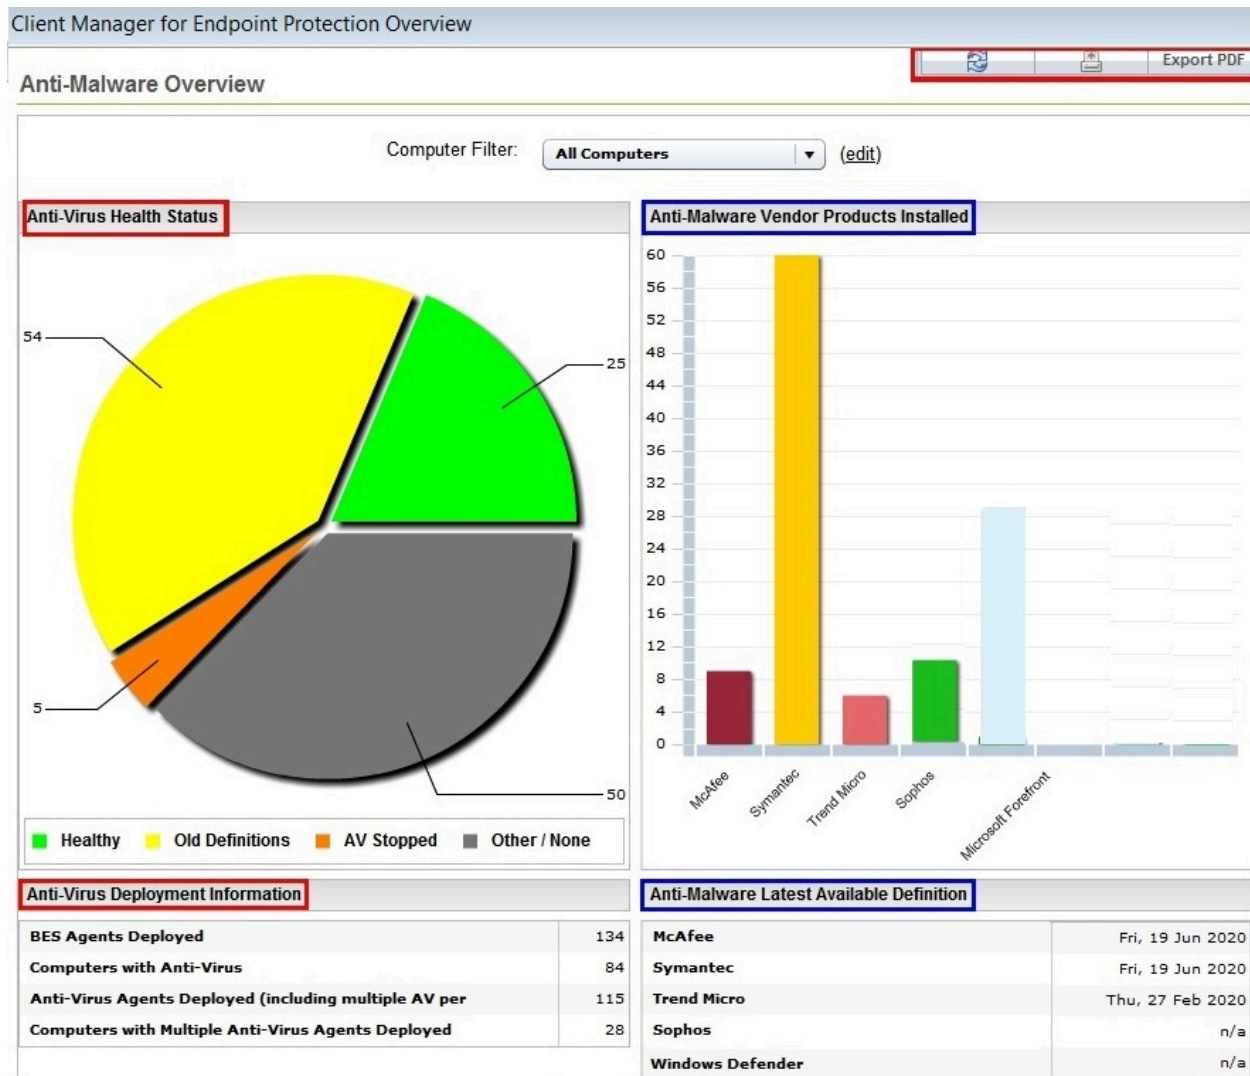 Client Manager for Endpoint Protection Overview
Export PDF
Anti-Malware Overview
Computer Filter: All Computers (edit)
Anti-Virus Health Status
54
25
5
50
Healthy Old Definitions AV Stopped Other / None
Anti-Malware Vendor Products Installed
60
56
52
48
44
40
36
32
28
24
20
16
12
8
4
0
McAfee
Symantec
Trend Micro
Sophos
Microsoft Forefront
Anti-Virus Deployment Information
BES Agents Deployed 134
Computers with Anti-Virus 84
Anti-Virus Agents Deployed (including multiple AV per 115
Computers with Multiple Anti-Virus Agents Deployed 28
Anti-Malware Latest Available Definition
McAfee Fri, 19 Jun 2020
Symantec Fri, 19 Jun 2020
Trend Micro Thu, 27 Feb 2020
Sophos n/a
Windows Defender n/a